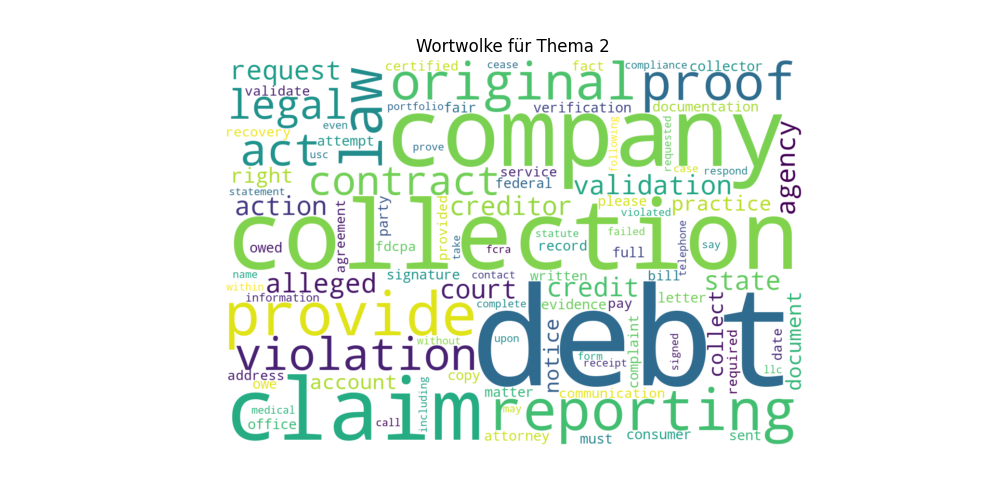 Wortwolke für Thema 2
request
certified
cease
fact
compliance
collector
validate
law
original
proof
legal
portfolio
fair
verification
documentation
recovery
even
attempt
company
following
requested
agency
act
usc
prove
case
respond
right
contract
service
federal
validation
statement
action
agreement
party
provided
creditor
please
practice
violated
collection
owed
fdcpa
take
fcra
statute
record
failed
full
say
telephone
name
alleged
signature
contact
written
bill
state
within
information
court
credit
provide
complete
evidence
pay
letter
collect
document
debt
violation
without
upon
notice
form
receipt
complaint
signed
required
date
llc
address
owe
account
copy
matter
communication
claim
medical
office
call
including
reporting
may
attorney
must
consumer
sent